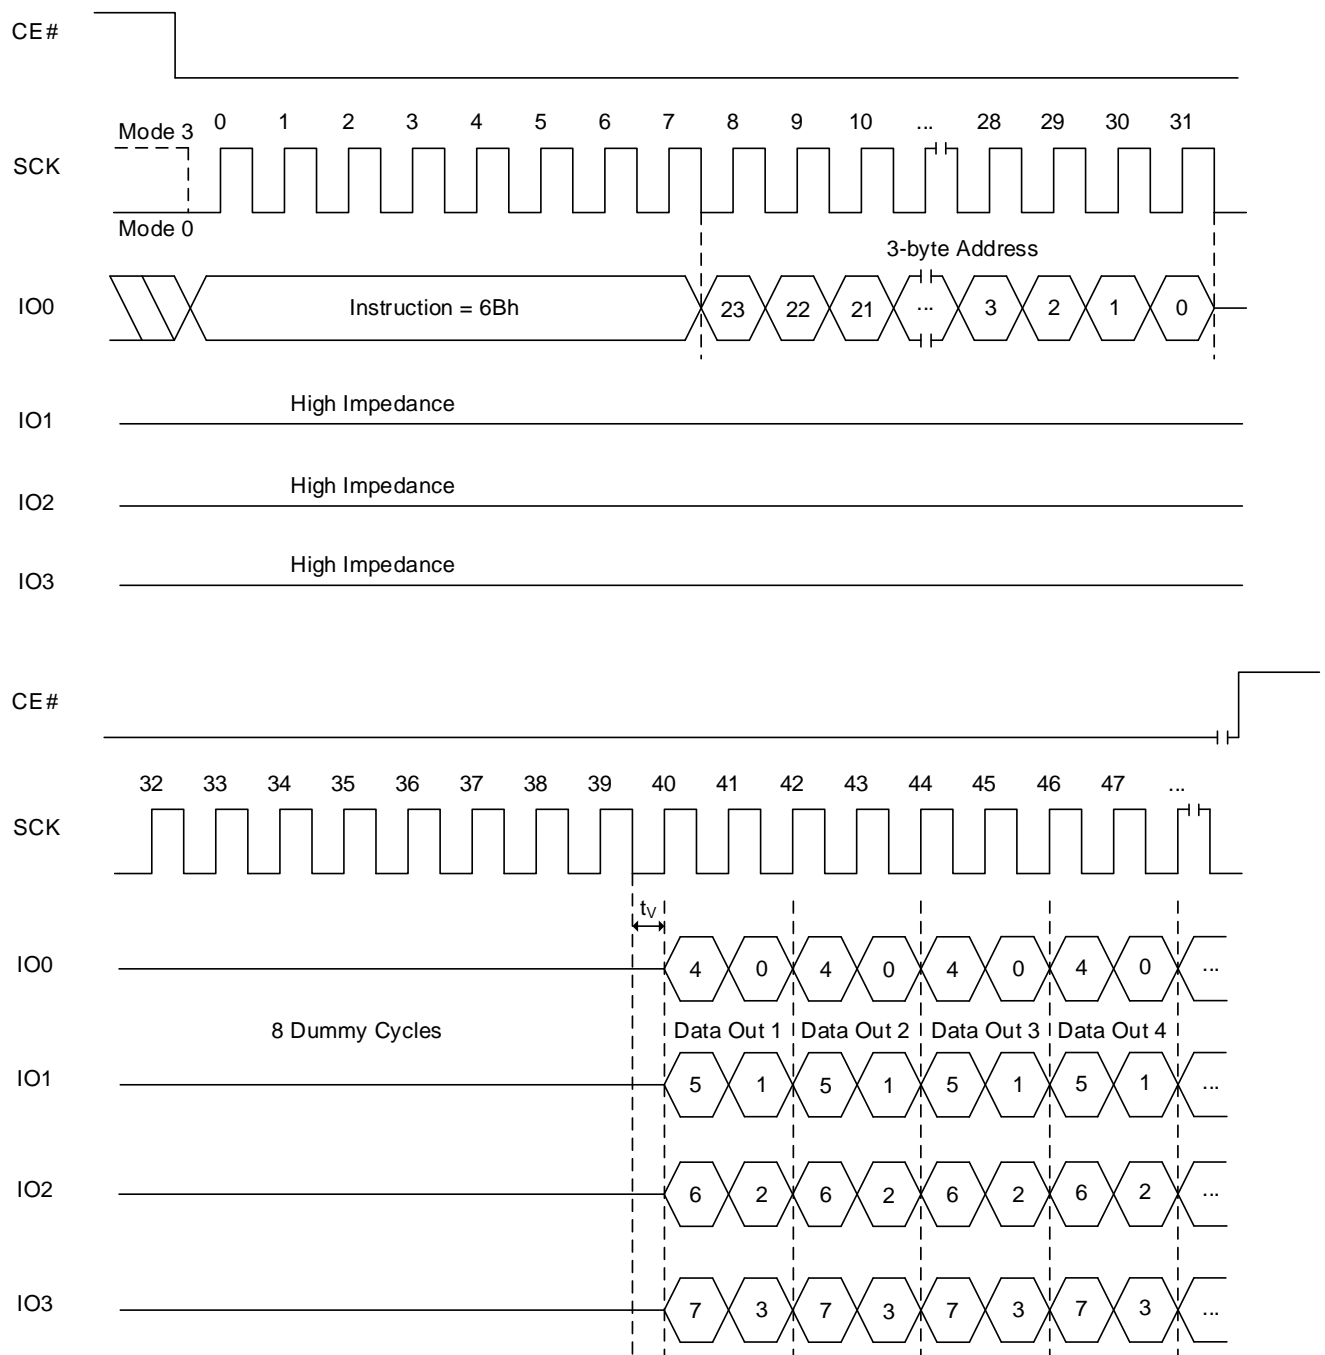 CE#
Mode 3 0 1 2 3 4 5 6 7 8 9 10 ... 28 29 30 31
SCK
Mode 0
3-byte Address
IO0 Instruction = 6Bh 23 22 21 ... 3 2 1 0
High Impedance
IO1
High Impedance
IO2
High Impedance
IO3
CE#
32 33 34 35 36 37 38 39 40 41 42 43 44 45 46 47 ...
SCK
tV
IO0 4 0 4 0 4 0 4 0 ...
8 Dummy Cycles Data Out 1 Data Out 2 Data Out 3 Data Out 4
IO1 5 1 5 1 5 1 5 1 ...
IO2 6 2 6 2 6 2 6 2 ...
IO3 7 3 7 3 7 3 7 3 ...